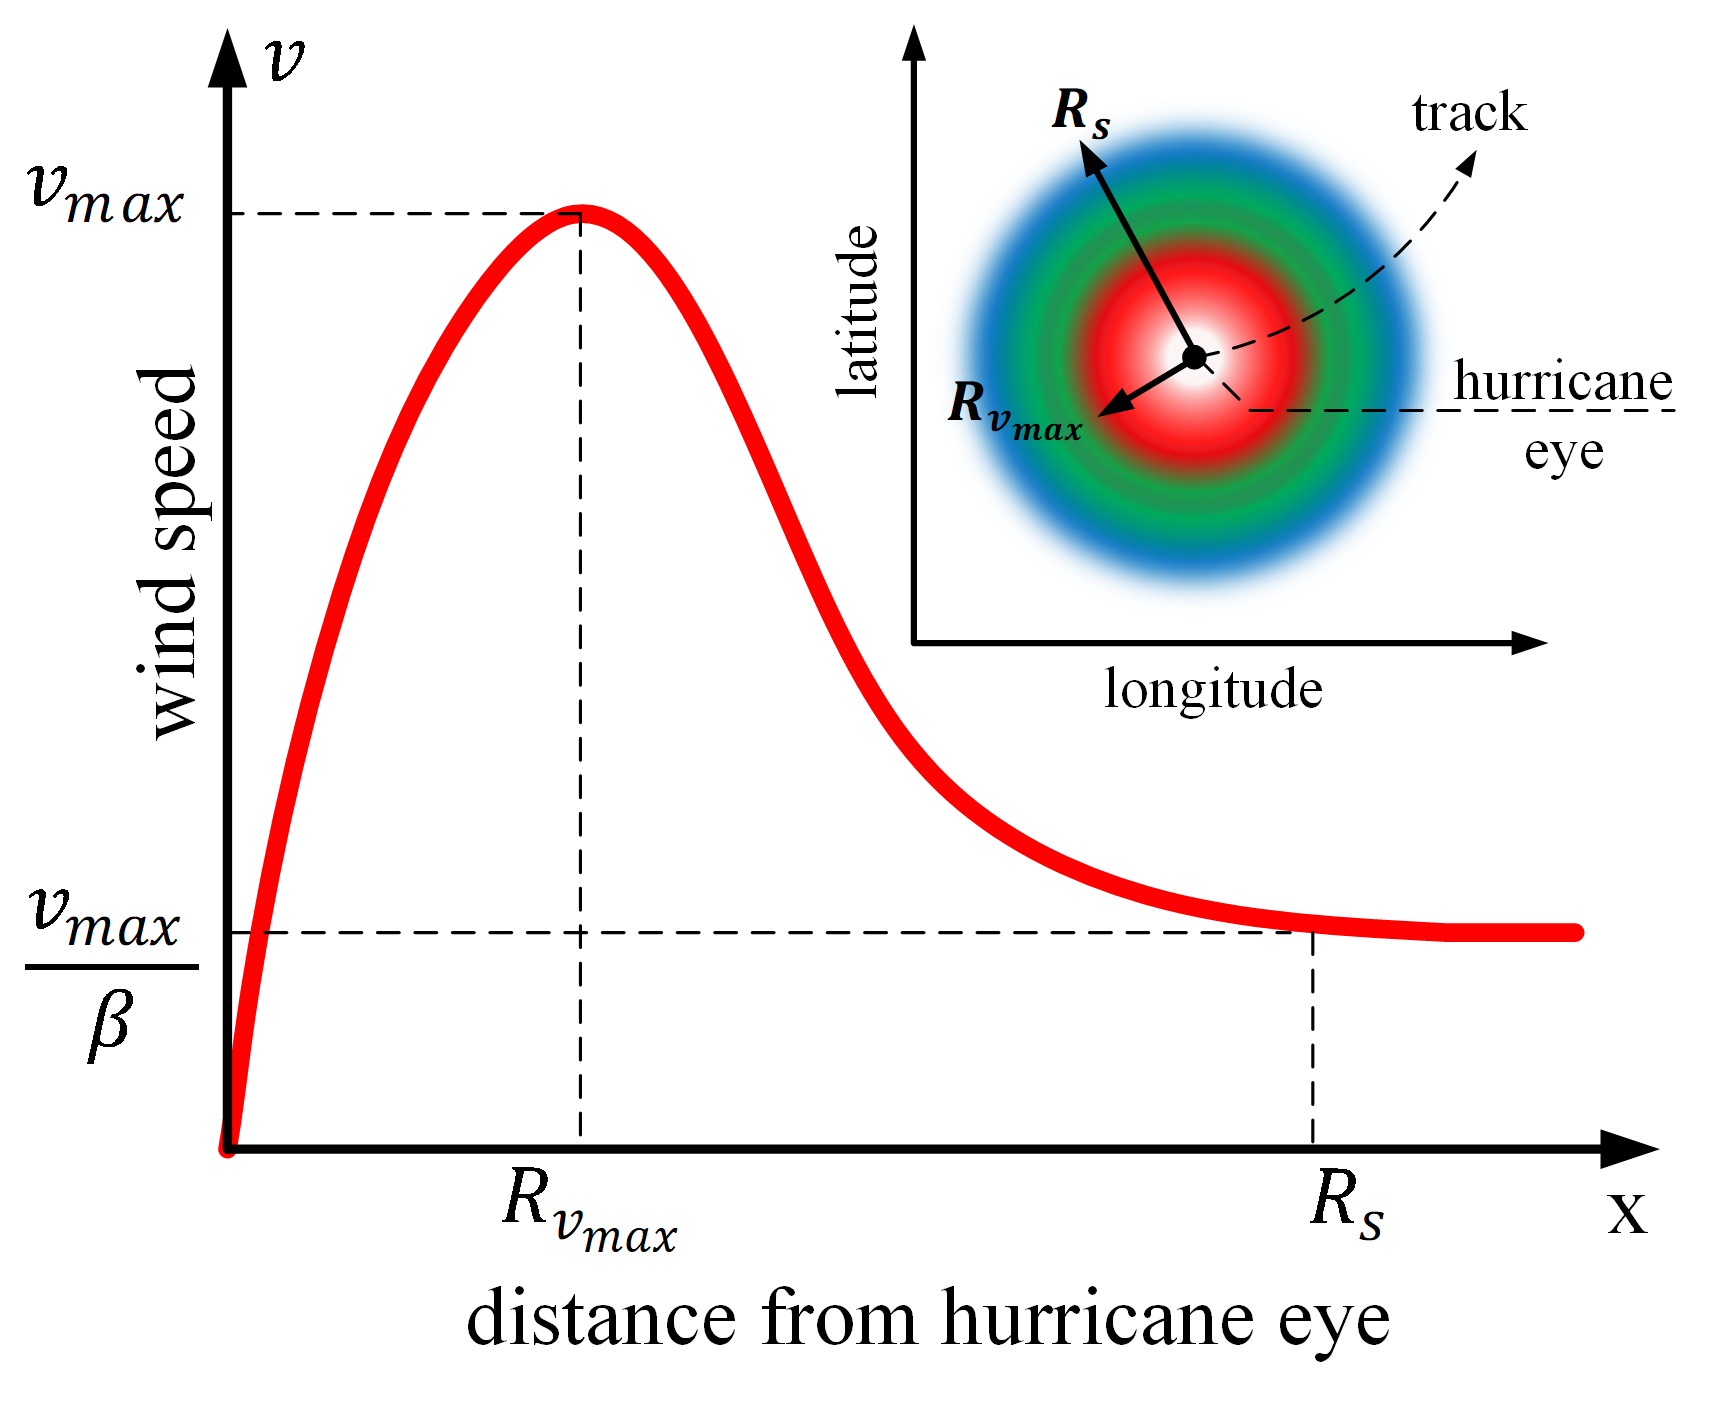 v
v_max
wind speed
v_max
β
R_v_max
R_s
x
distance from hurricane eye
R_s
track
latitude
R_v_max
hurricane
eye
longitude